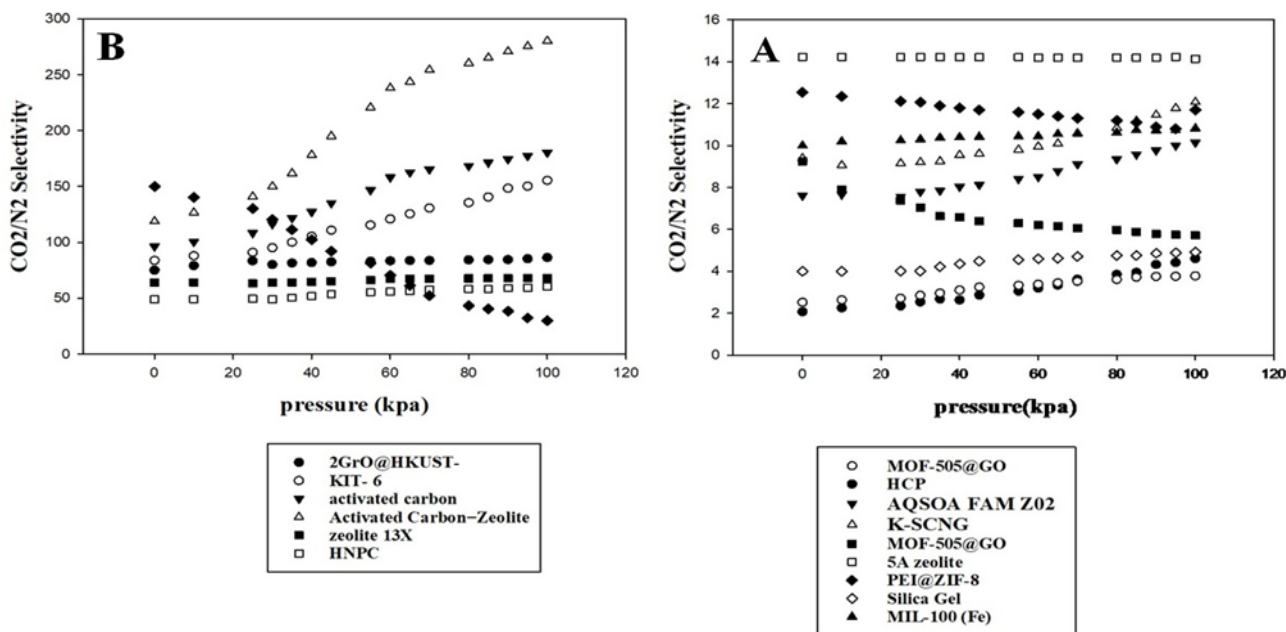 B
CO2/N2 Selectivity
300
250
200
150
100
50
0
0 20 40 60 80 100 120
pressure (kpa)
2GrO@HKUST-
KIT- 6
activated carbon
Activated Carbon–Zeolite
zeolite 13X
HNPC
A
CO2/N2 Selectivity
16
14
12
10
8
6
4
2
0
0 20 40 60 80 100 120
pressure(kpa)
MOF-505@GO
HCP
AQSOA FAM Z02
K-SCNG
MOF-505@GO
5A zeolite
PEI@ZIF-8
Silica Gel
MIL-100 (Fe)